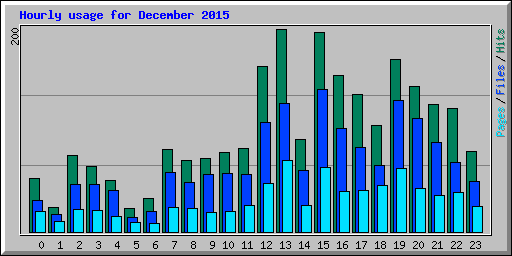 Hourly usage for December 2015
200
Pages / Files / Hits
0 1 2 3 4 5 6 7 8 9 10 11 12 13 14 15 16 17 18 19 20 21 22 23